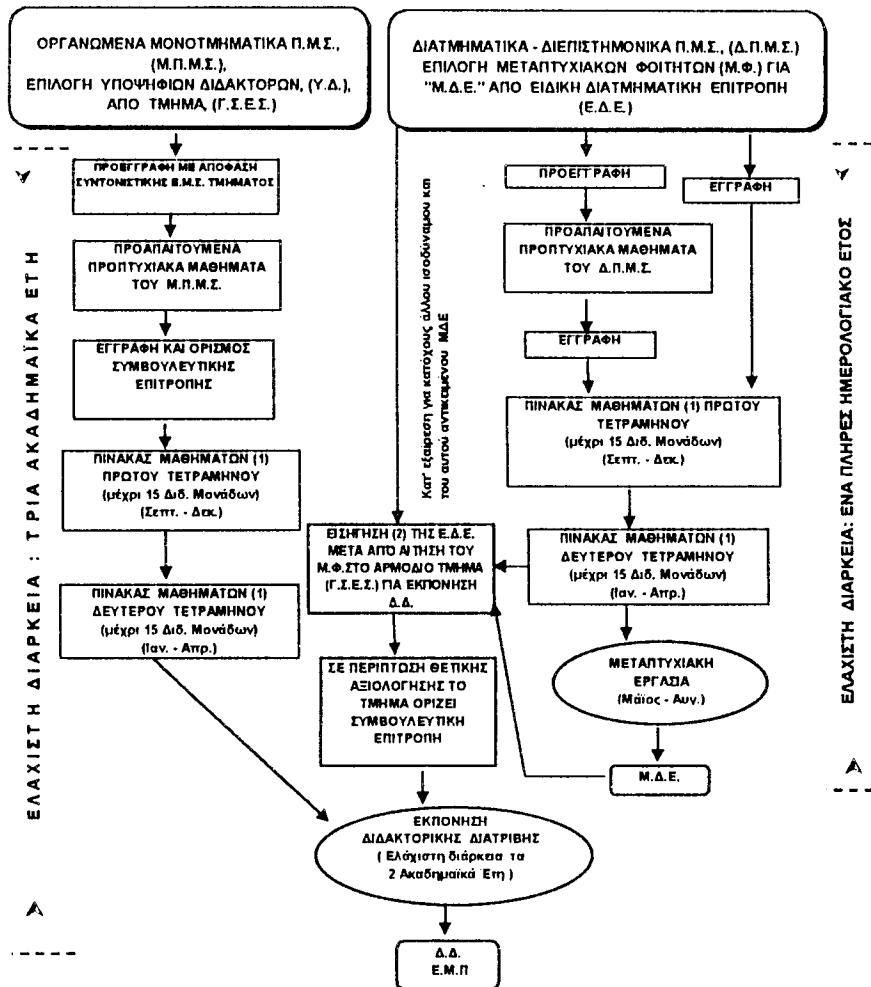 ΟΡΓΑΝΩΜΕΝΑ ΜΟΝΟΤΜΗΜΑΤΙΚΑ Π.Μ.Σ.,
(Μ.Π.Μ.Σ.),
ΕΠΙΛΟΓΗ ΥΠΟΨΗΦΙΩΝ ΔΙΔΑΚΤΟΡΩΝ, (Υ.Δ.),
ΑΠΟ ΤΜΗΜΑ, (Γ.Σ.Ε.Σ.)
ΔΙΑΤΜΗΜΑΤΙΚΑ - ΔΙΕΠΙΣΤΗΜΟΝΙΚΑ Π.Μ.Σ., (Δ.Π.Μ.Σ.)
ΕΠΙΛΟΓΗ ΜΕΤΑΠΤΥΧΙΑΚΩΝ ΦΟΙΤΗΤΩΝ (Μ.Φ.) ΓΙΑ
"Μ.Δ.Ε." ΑΠΟ ΕΙΔΙΚΗ ΔΙΑΤΜΗΜΑΤΙΚΗ ΕΠΙΤΡΟΠΗ
(Ε.Δ.Ε.)
ΕΛΑΧΙΣΤΗ ΔΙΑΡΚΕΙΑ : ΤΡΙΑ ΑΚΑΔΗΜΑΪΚΑ ΕΤΗ
ΠΡΟΕΓΓΡΑΦΗ ΜΕ ΑΠΟΦΑΣΗ
ΣΥΝΤΟΝΙΣΤΙΚΗΣ Ε.Μ.Σ. ΤΜΗΜΑΤΟΣ
ΠΡΟΑΠΑΙΤΟΥΜΕΝΑ
ΠΡΟΠΤΥΧΙΑΚΑ ΜΑΘΗΜΑΤΑ
ΤΟΥ Μ.Π.Μ.Σ.
ΕΓΓΡΑΦΗ ΚΑΙ ΟΡΙΣΜΟΣ
ΣΥΜΒΟΥΛΕΥΤΙΚΗΣ
ΕΠΙΤΡΟΠΗΣ
ΠΙΝΑΚΑΣ ΜΑΘΗΜΑΤΩΝ (1)
ΠΡΩΤΟΥ ΤΕΤΡΑΜΗΝΟΥ
(μέχρι 15 Διδ. Μονάδων)
(Σεπτ. - Δεκ.)
ΠΙΝΑΚΑΣ ΜΑΘΗΜΑΤΩΝ (1)
ΔΕΥΤΕΡΟΥ ΤΕΤΡΑΜΗΝΟΥ
(μέχρι 15 Διδ. Μονάδων)
(Ιαν. - Απρ.)
Κατ' εξαίρεση για κατόχους άλλου ισοδύναμου και
του αυτού αντικειμένου ΜΔΕ
ΕΙΣΗΓΗΣΗ (2) ΤΗΣ Ε.Δ.Ε.
ΜΕΤΑ ΑΠΟ ΑΙΤΗΣΗ ΤΟΥ
Μ.Φ. ΣΤΟ ΑΡΜΟΔΙΟ ΤΜΗΜΑ
(Γ.Σ.Ε.Σ.) ΓΙΑ ΕΚΠΟΝΗΣΗ
Δ.Δ.
ΣΕ ΠΕΡΙΠΤΩΣΗ ΘΕΤΙΚΗΣ
ΑΞΙΟΛΟΓΗΣΗΣ ΤΟ
ΤΜΗΜΑ ΟΡΙΖΕΙ
ΣΥΜΒΟΥΛΕΥΤΙΚΗ
ΕΠΙΤΡΟΠΗ
ΠΡΟΕΓΓΡΑΦΗ
ΕΓΓΡΑΦΗ
ΠΡΟΑΠΑΙΤΟΥΜΕΝΑ
ΠΡΟΠΤΥΧΙΑΚΑ ΜΑΘΗΜΑΤΑ
ΤΟΥ Δ.Π.Μ.Σ.
ΕΓΓΡΑΦΗ
ΠΙΝΑΚΑΣ ΜΑΘΗΜΑΤΩΝ (1) ΠΡΩΤΟΥ
ΤΕΤΡΑΜΗΝΟΥ
(μέχρι 15 Διδ. Μονάδων)
(Σεπτ. - Δεκ.)
ΠΙΝΑΚΑΣ ΜΑΘΗΜΑΤΩΝ (1)
ΔΕΥΤΕΡΟΥ ΤΕΤΡΑΜΗΝΟΥ
(μέχρι 15 Διδ. Μονάδων)
(Ιαν. - Απρ.)
ΜΕΤΑΠΤΥΧΙΑΚΗ
ΕΡΓΑΣΙΑ
(Μάϊος - Αυγ.)
Μ.Δ.Ε.
ΕΛΑΧΙΣΤΗ ΔΙΑΡΚΕΙΑ: ΕΝΑ ΠΛΗΡΕΣ ΗΜΕΡΟΛΟΓΙΑΚΟ ΕΤΟΣ
ΕΚΠΟΝΗΣΗ
ΔΙΔΑΚΤΟΡΙΚΗΣ ΔΙΑΤΡΙΒΗΣ
( Ελάχιστη διάρκεια τα
2 Ακαδημαϊκά Έτη )
Δ.Δ.
Ε.Μ.Π